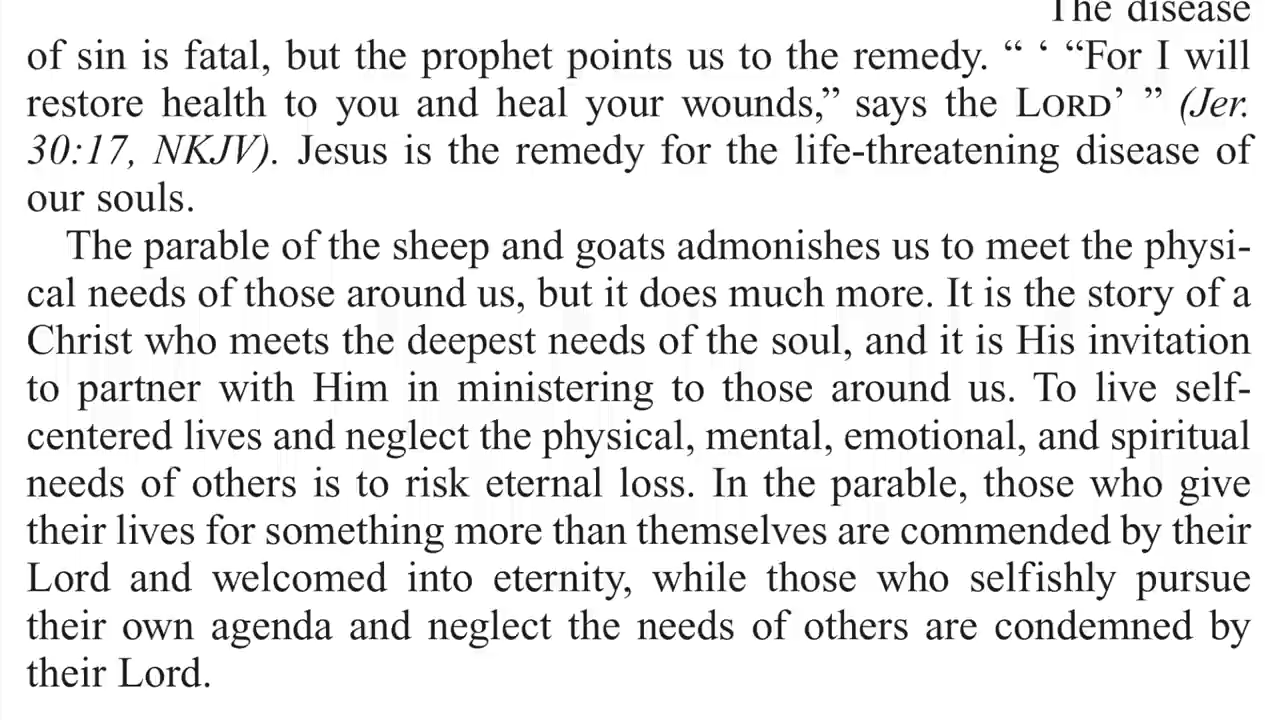 The disease
of sin is fatal, but the prophet points us to the remedy. “ ‘ “For I will
restore health to you and heal your wounds,” says the LORD’ ” (Jer.
30:17, NKJV). Jesus is the remedy for the life-threatening disease of
our souls.
The parable of the sheep and goats admonishes us to meet the physi-
cal needs of those around us, but it does much more. It is the story of a
Christ who meets the deepest needs of the soul, and it is His invitation
to partner with Him in ministering to those around us. To live self-
centered lives and neglect the physical, mental, emotional, and spiritual
needs of others is to risk eternal loss. In the parable, those who give
their lives for something more than themselves are commended by their
Lord and welcomed into eternity, while those who selfishly pursue
their own agenda and neglect the needs of others are condemned by
their Lord.